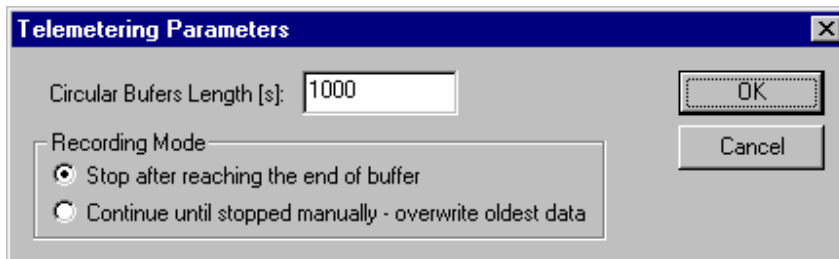 Telemetering Parameters
Circular Bufers Length [s]: 1000
OK
Recording Mode
Cancel
Stop after reaching the end of buffer
Continue until stopped manually - overwrite oldest data